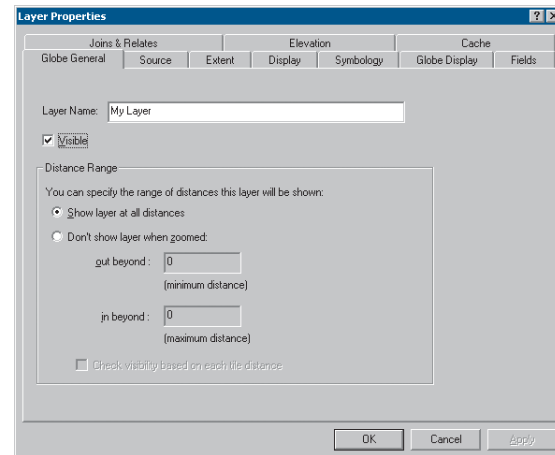 Layer Properties
Joins & Relates Elevation Cache
Globe General Source Extent Display Symbology Globe Display Fields
Layer Name: My Layer
Visible
Distance Range
You can specify the range of distances this layer will be shown:
Show layer at all distances
Don't show layer when zoomed:
out beyond : 0
(minimum distance)
in beyond : 0
(maximum distance)
Check visibility based on each tile distance
OK Cancel Apply